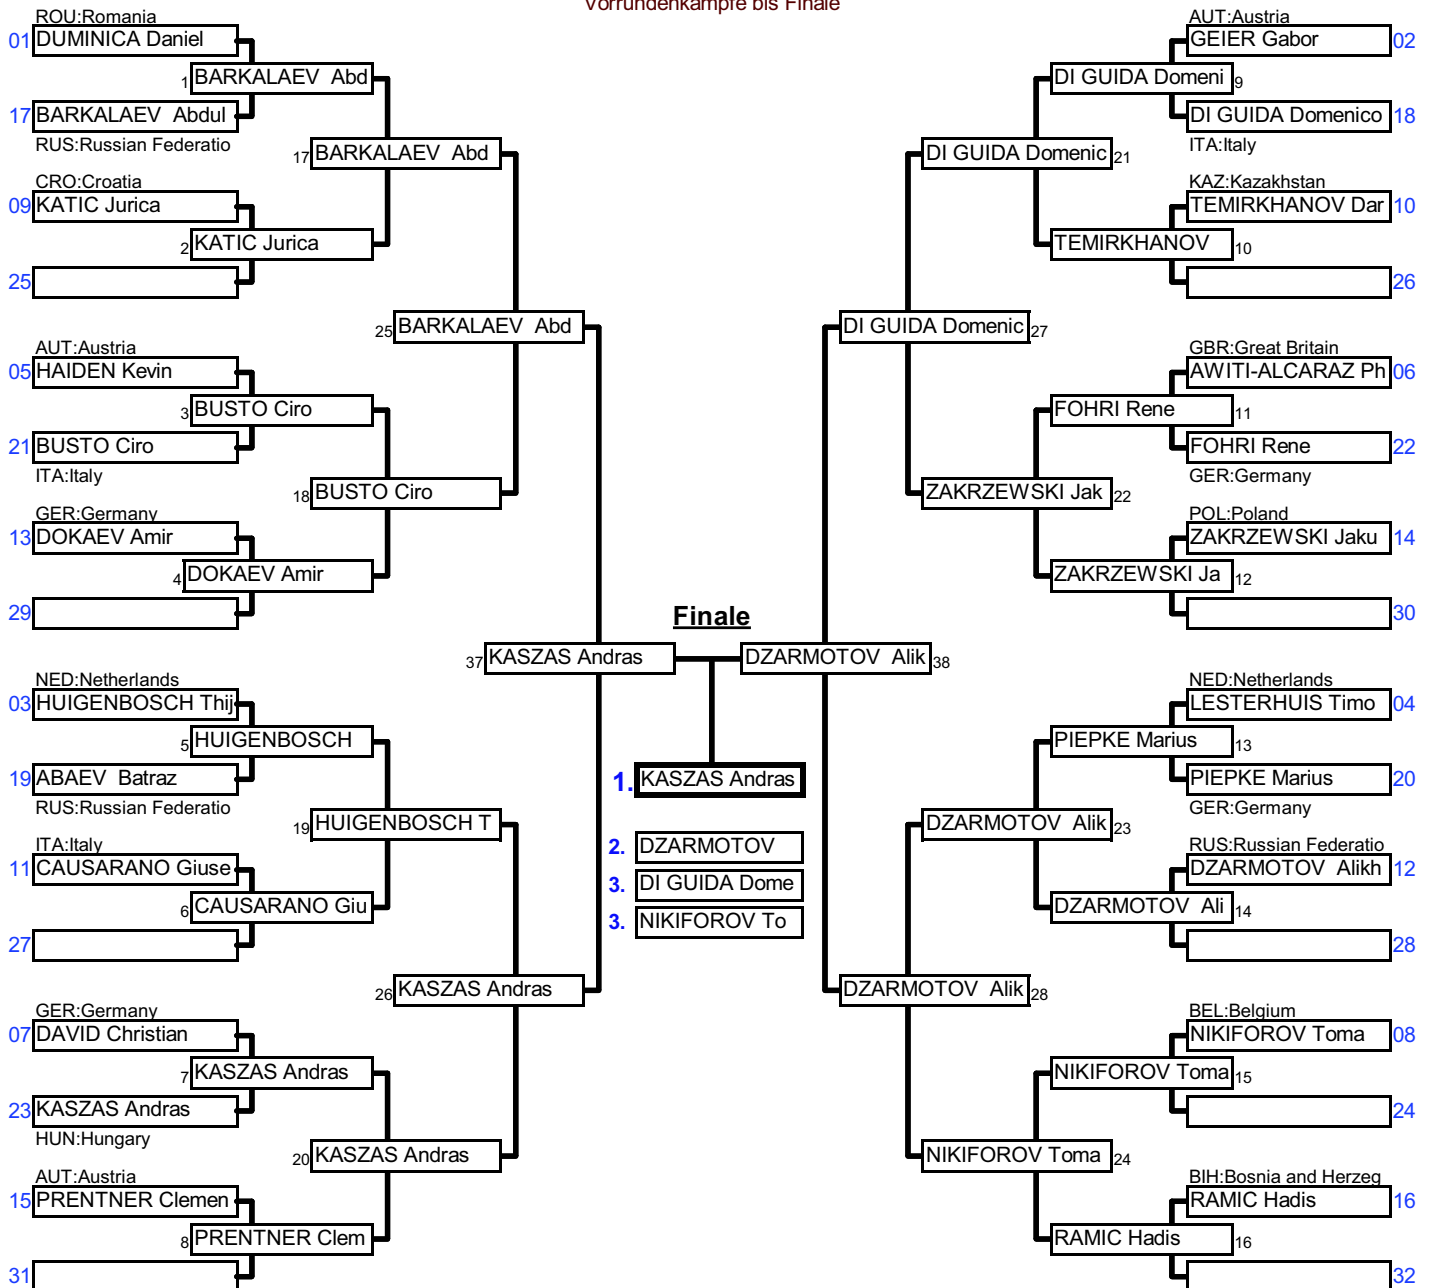 Vorrundenkämpfe bis Finale
ROU:Romania
01 DUMINICA Daniel
1 BARKALAEV Abd
17 BARKALAEV Abdul
RUS:Russian Federatio
17 BARKALAEV Abd
CRO:Croatia
09 KATIC Jurica
2 KATIC Jurica
25
25 BARKALAEV Abd
AUT:Austria
05 HAIDEN Kevin
3 BUSTO Ciro
21 BUSTO Ciro
ITA:Italy
18 BUSTO Ciro
GER:Germany
13 DOKAEV Amir
4 DOKAEV Amir
29
37 KASZAS Andras
NED:Netherlands
03 HUIGENBOSCH Thij
5 HUIGENBOSCH
19 ABAEV Batraz
RUS:Russian Federatio
19 HUIGENBOSCH T
ITA:Italy
11 CAUSARANO Giuse
6 CAUSARANO Giu
27
26 KASZAS Andras
GER:Germany
07 DAVID Christian
7 KASZAS Andras
23 KASZAS Andras
HUN:Hungary
20 KASZAS Andras
AUT:Austria
15 PRENTNER Clemen
8 PRENTNER Clem
31
Finale
1. KASZAS Andras
2. DZARMOTOV
3. DI GUIDA Dome
3. NIKIFOROV To
AUT:Austria
GEIER Gabor 02
DI GUIDA Domeni 9
DI GUIDA Domenico 18
ITA:Italy
DI GUIDA Domenic 21
KAZ:Kazakhstan
TEMIRKHANOV Dar 10
TEMIRKHANOV 10
26
DI GUIDA Domenic 27
GBR:Great Britain
AWITI-ALCARAZ Ph 06
FOHRI Rene 11
FOHRI Rene 22
GER:Germany
ZAKRZEWSKI Jak 22
POL:Poland
ZAKRZEWSKI Jaku 14
ZAKRZEWSKI Ja 12
30
DZARMOTOV Alik 38
NED:Netherlands
LESTERHUIS Timo 04
PIEPKE Marius 13
PIEPKE Marius 20
GER:Germany
DZARMOTOV Alik 23
RUS:Russian Federatio
DZARMOTOV Alikh 12
DZARMOTOV Ali 14
28
DZARMOTOV Alik 28
BEL:Belgium
NIKIFOROV Toma 08
NIKIFOROV Toma 15
24
NIKIFOROV Toma 24
BIH:Bosnia and Herzeg
RAMIC Hadis 16
RAMIC Hadis 16
32